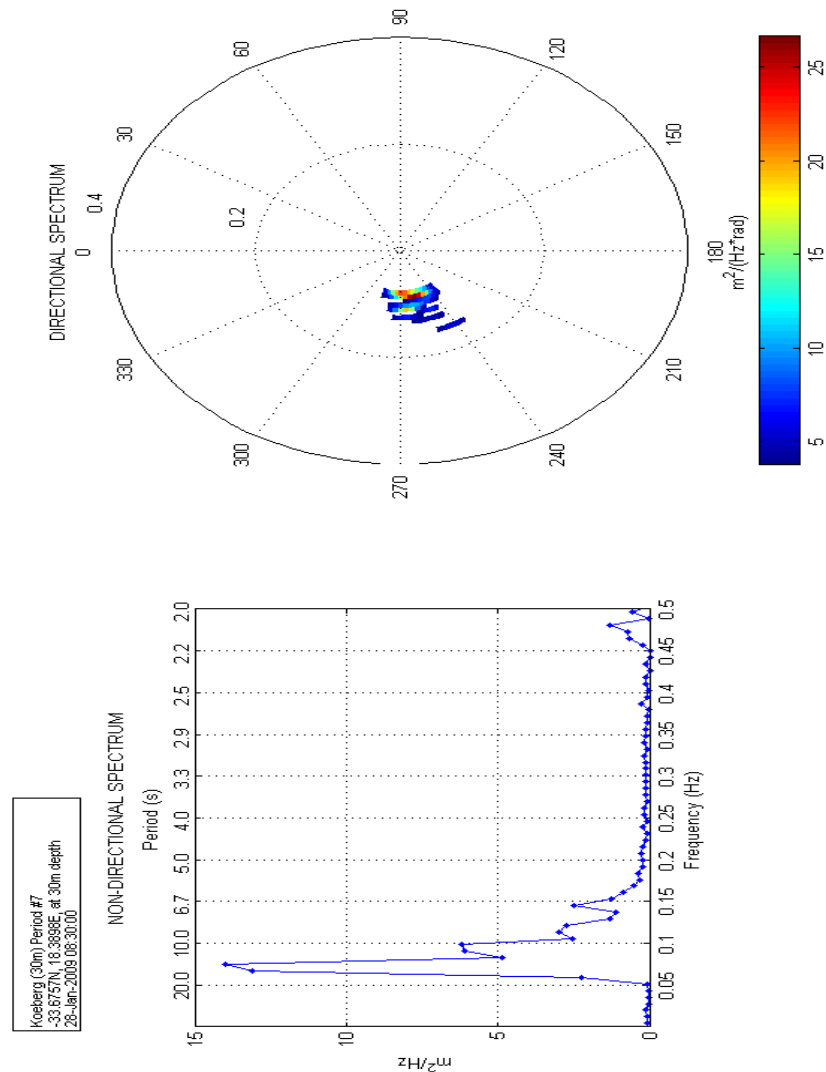 Koeberg (30m) Period #7
-33.6757N, 18.3898E, at 30m depth
28-Jan-2009 08:30:00
NON-DIRECTIONAL SPECTRUM
Period (s)
20.0 10.0 6.7 5.0 4.0 3.3 2.9 2.5 2.2 2.0
15
10
5
0
m²/Hz
0.05 0.1 0.15 0.2 0.25 0.3 0.35 0.4 0.45 0.5
Frequency (Hz)
DIRECTIONAL SPECTRUM
0
30
60
90
120
150
180
210
240
270
300
330
0.2
0.4
m²/(Hz*rad)
5 10 15 20 25